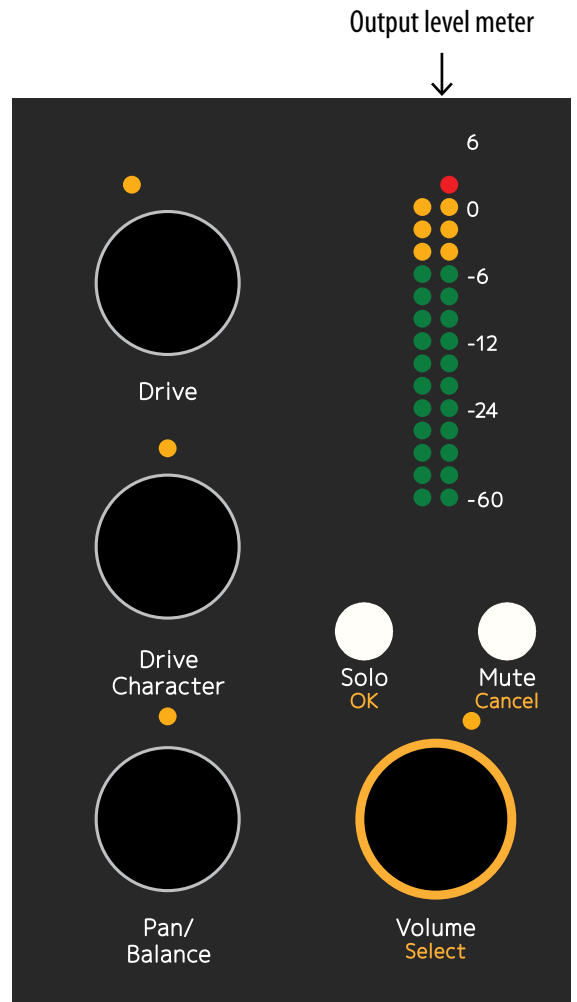 Output level meter
6
0
-6
-12
-24
-60
Drive
Drive
Character
Solo
OK
Mute
Cancel
Pan/
Balance
Volume
Select